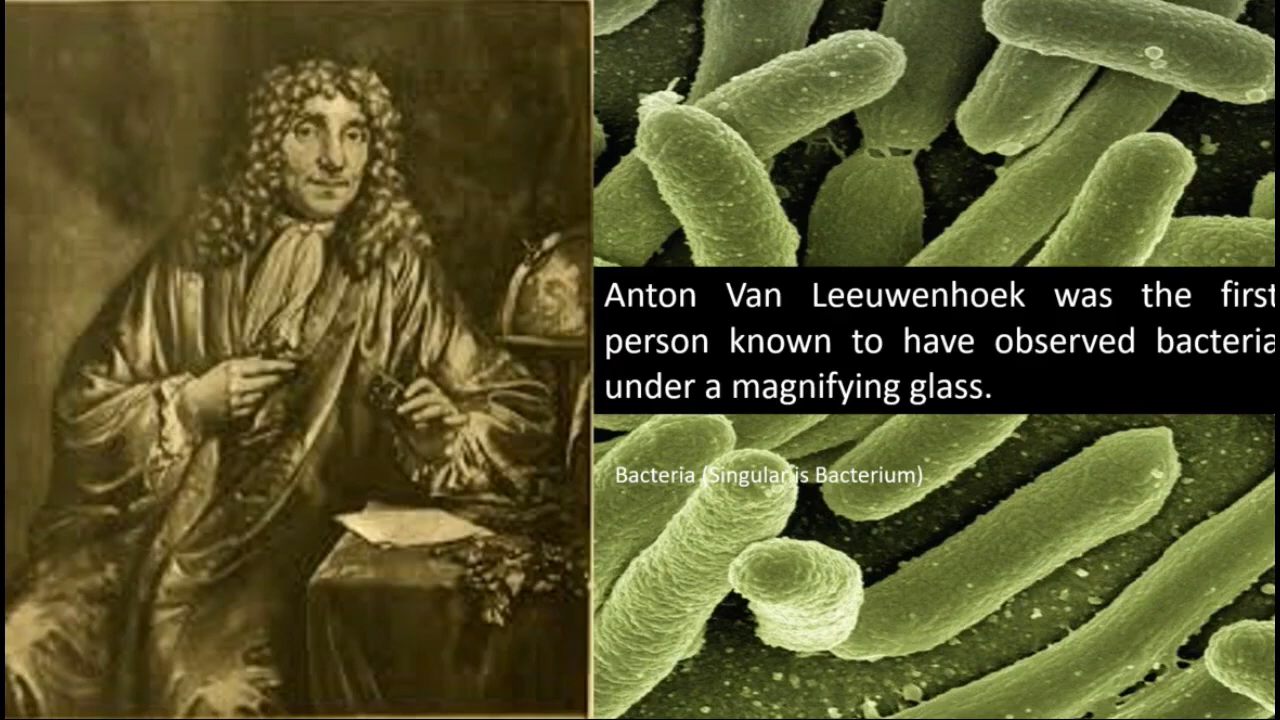 Anton Van Leeuwenhoek was the first
person known to have observed bacteria
under a magnifying glass.
Bacteria (Singular is Bacterium)